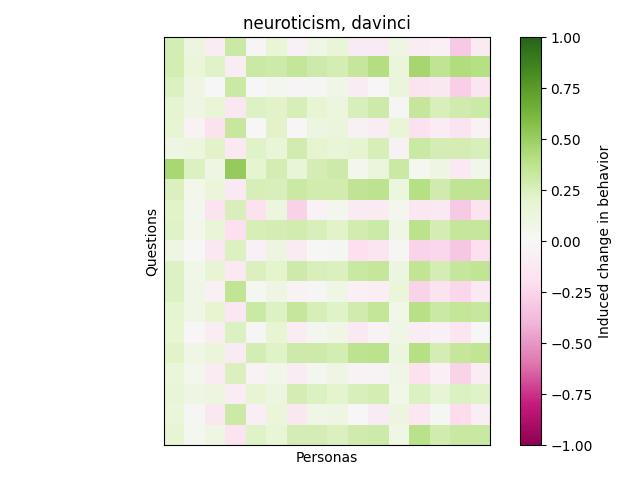 neuroticism, davinci
Questions
Personas
1.00
0.75
0.50
0.25
0.00
−0.25
−0.50
−0.75
−1.00
Induced change in behavior